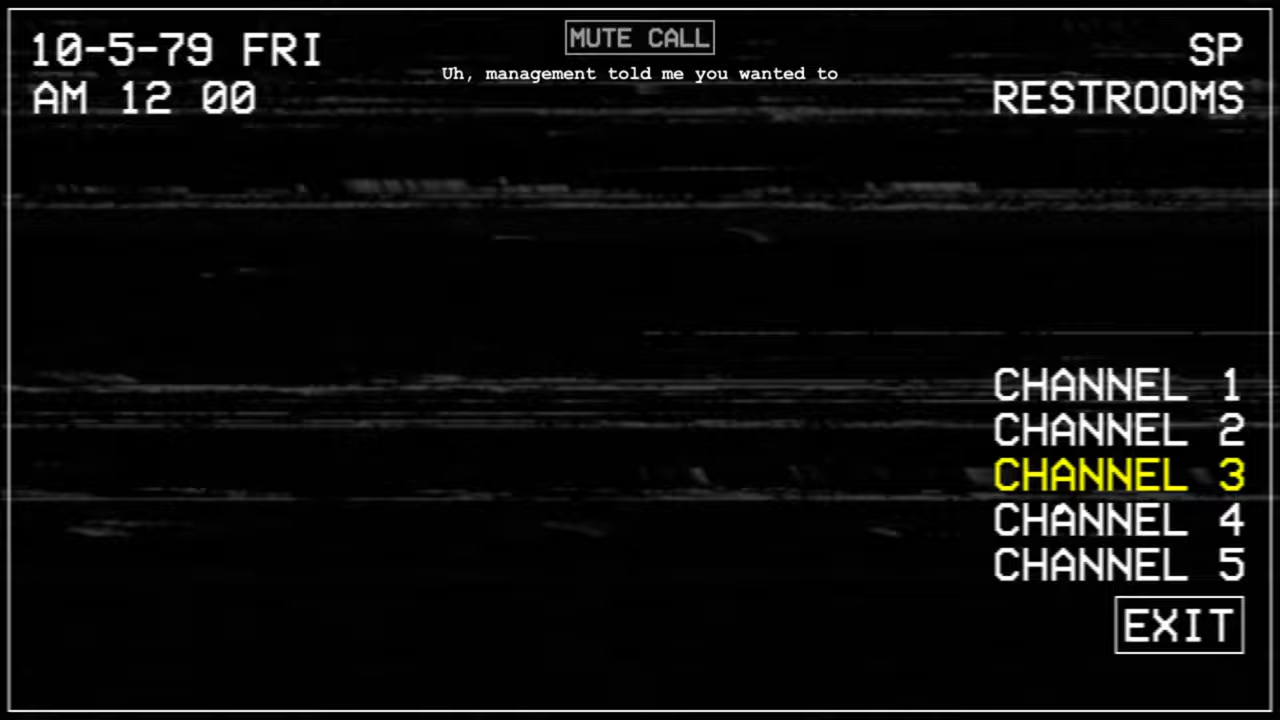 10-5-79 FRI
AM 12 00
MUTE CALL
Uh, management told me you wanted to
SP
RESTROOMS
CHANNEL 1
CHANNEL 2
CHANNEL 3
CHANNEL 4
CHANNEL 5
EXIT